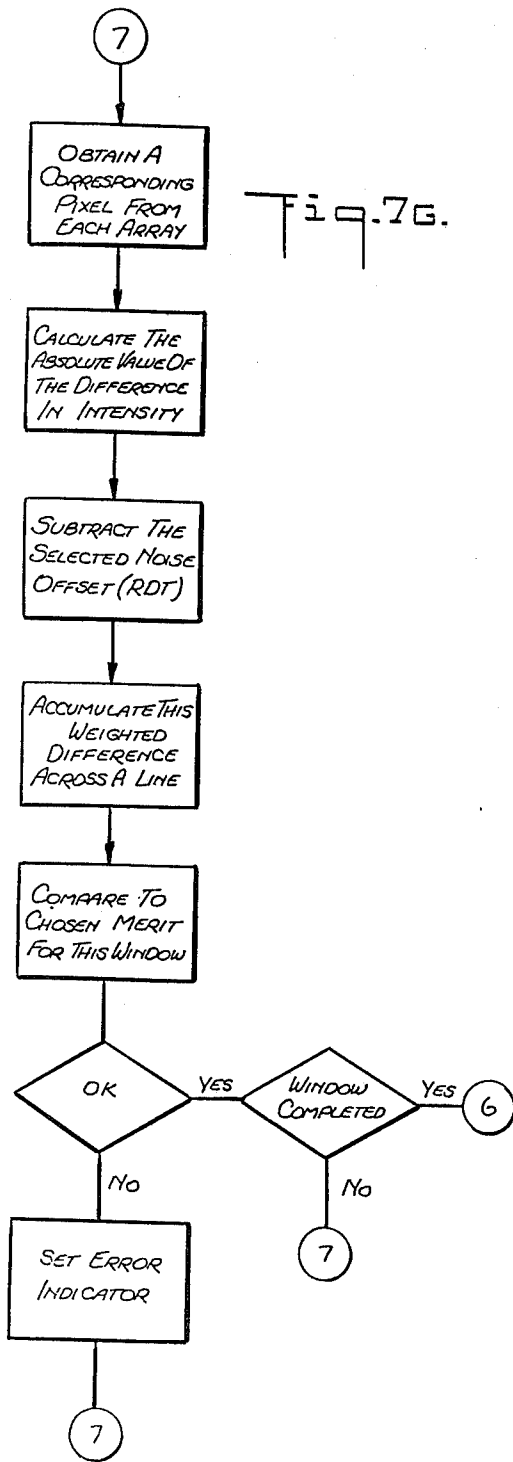 7
OBTAIN A
CORRESPONDING
PIXEL FROM
EACH ARRAY
Fig. 7G.
CALCULATE THE
ABSOLUTE VALUE OF
THE DIFFERENCE
IN INTENSITY
SUBTRACT THE
SELECTED NOISE
OFFSET (RDT)
ACCUMULATE THIS
WEIGHTED
DIFFERENCE
ACROSS A LINE
COMPARE TO
CHOSEN MERIT
FOR THIS WINDOW
OK
YES
WINDOW
COMPLETED
YES
6
NO
NO
7
SET ERROR
INDICATOR
7